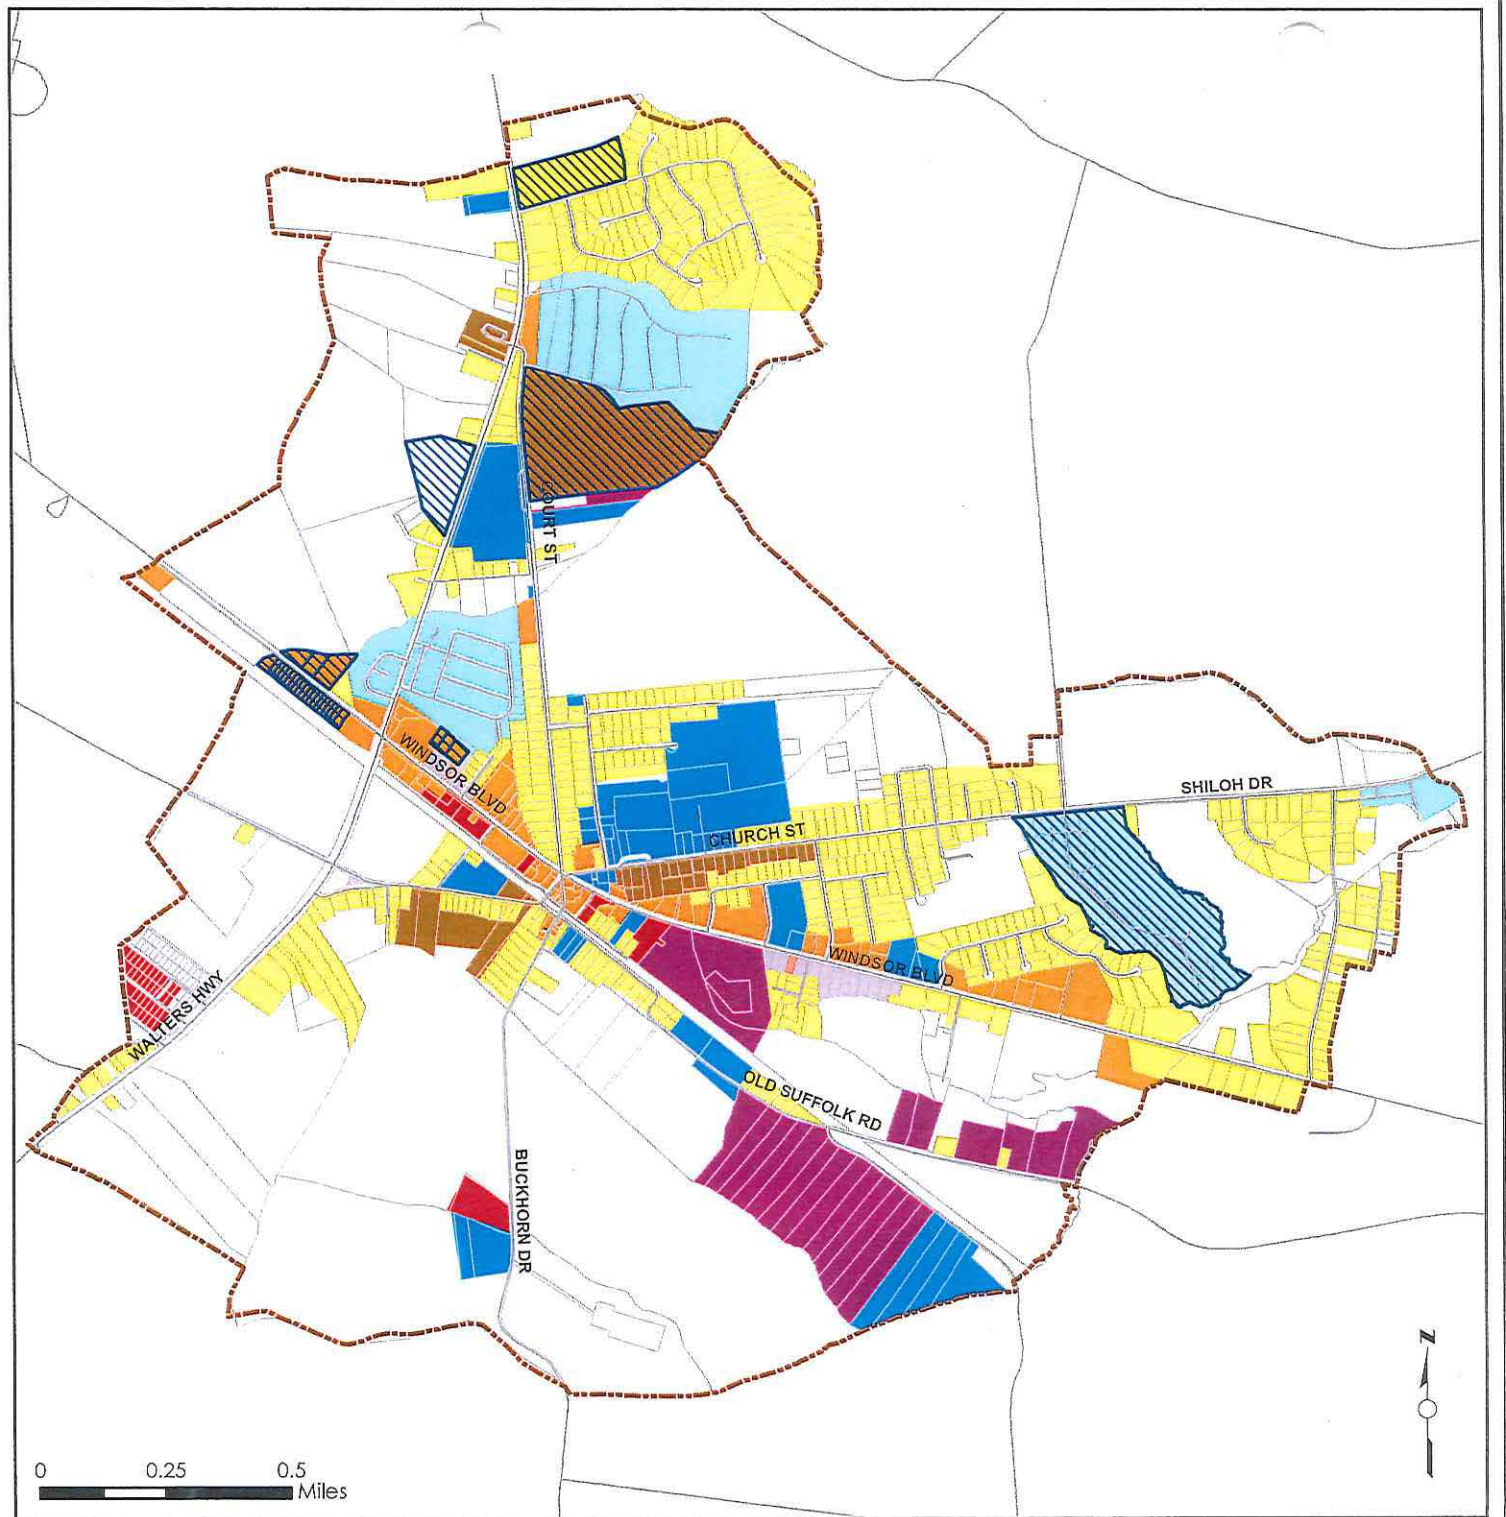 COURT ST
WINDSOR BLVD
SHILOH DR
CHURCH ST
WINDSOR BLVD
WALTERS HWY
OLD SUFFOLK RD
BUCKHORN DR
N
0 0.25 0.5
Miles